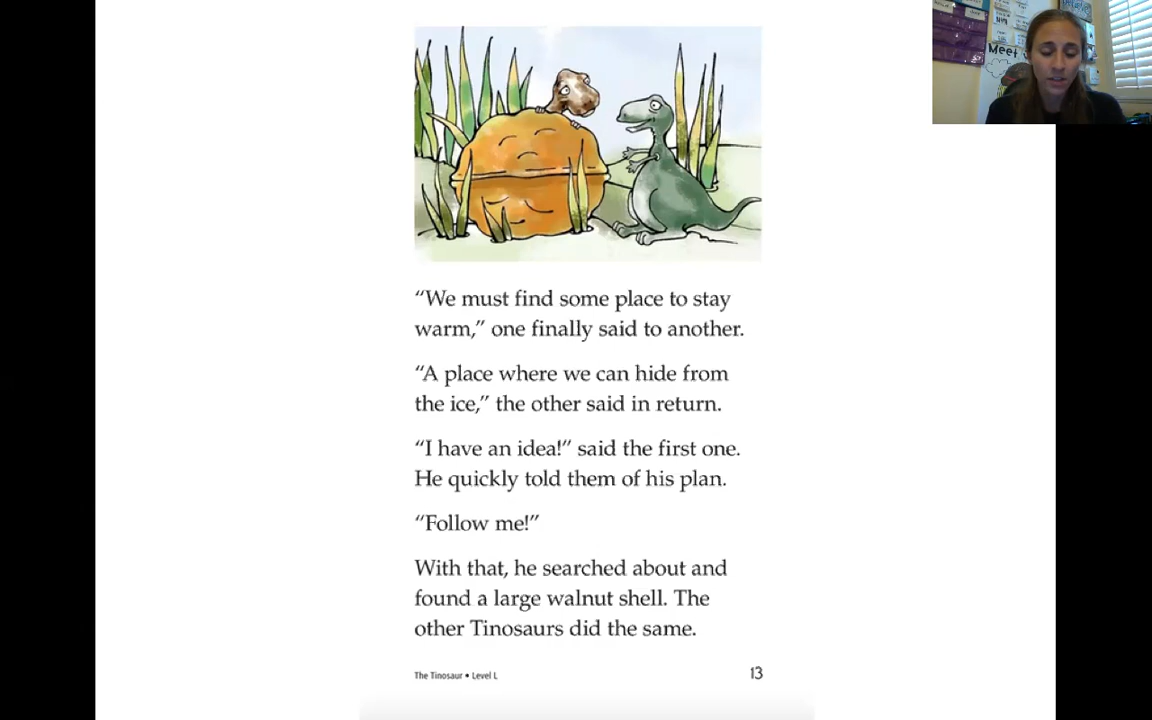 Meet
“We must find some place to stay
warm,” one finally said to another.
“A place where we can hide from
the ice,” the other said in return.
“I have an idea!” said the first one.
He quickly told them of his plan.
“Follow me!”
With that, he searched about and
found a large walnut shell. The
other Tinosaurs did the same.
The Tinosaur • Level L
13